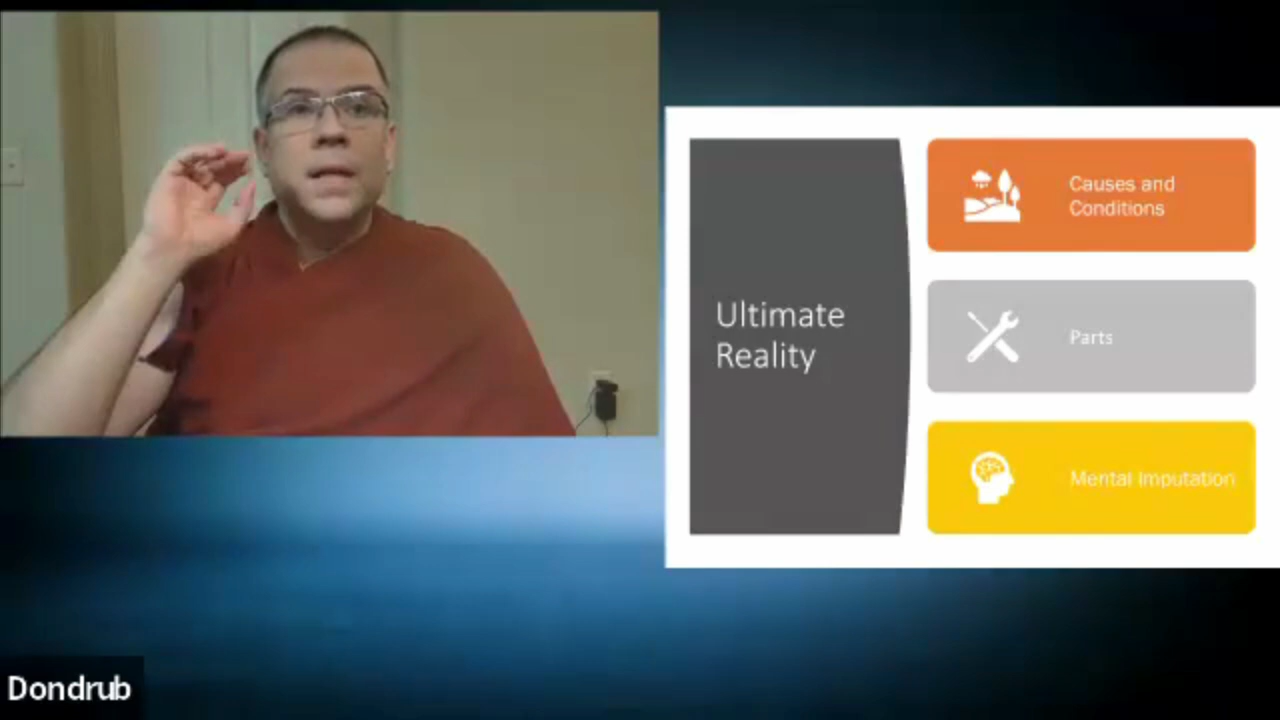 Ultimate
Reality
Causes and
Conditions
Parts
Mental Imputation
Dondrub